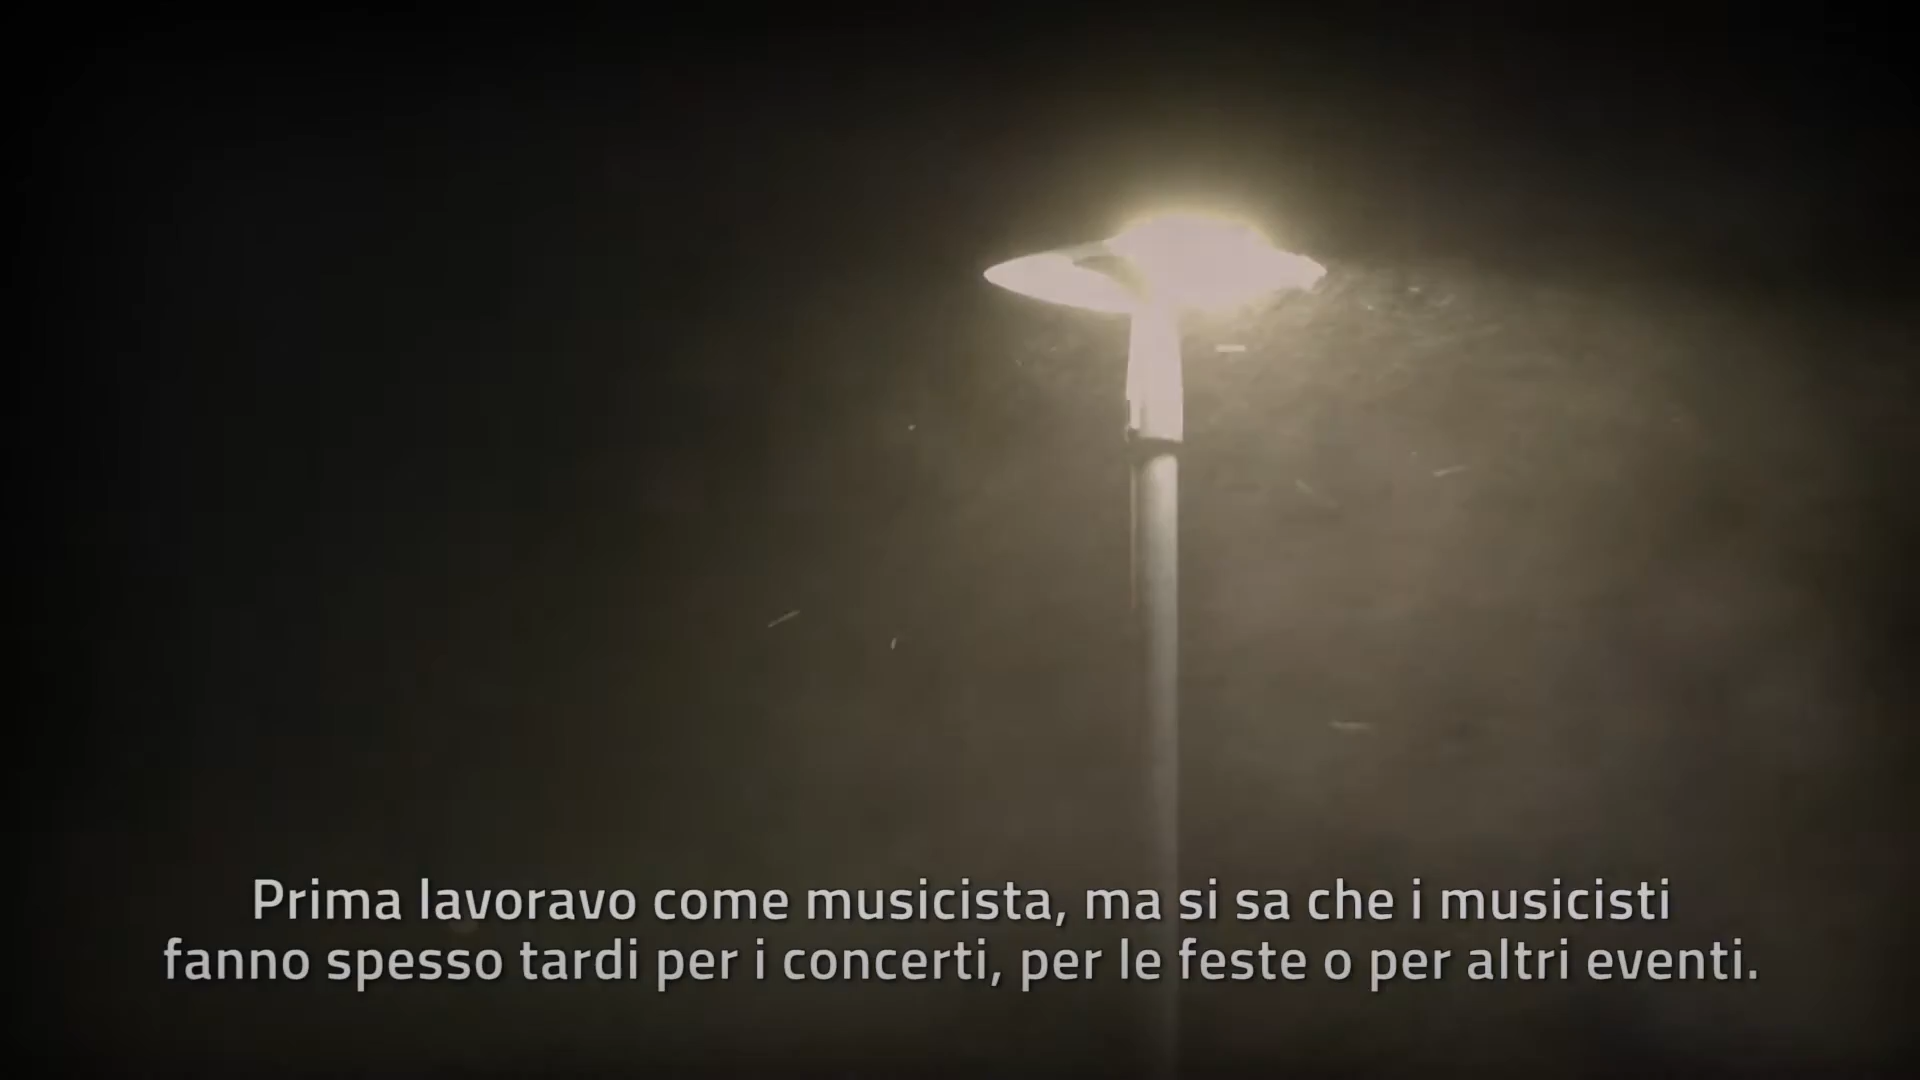 Prima lavoravo come musicista, ma si sa che i musicisti
fanno spesso tardi per i concerti, per le feste o per altri eventi.